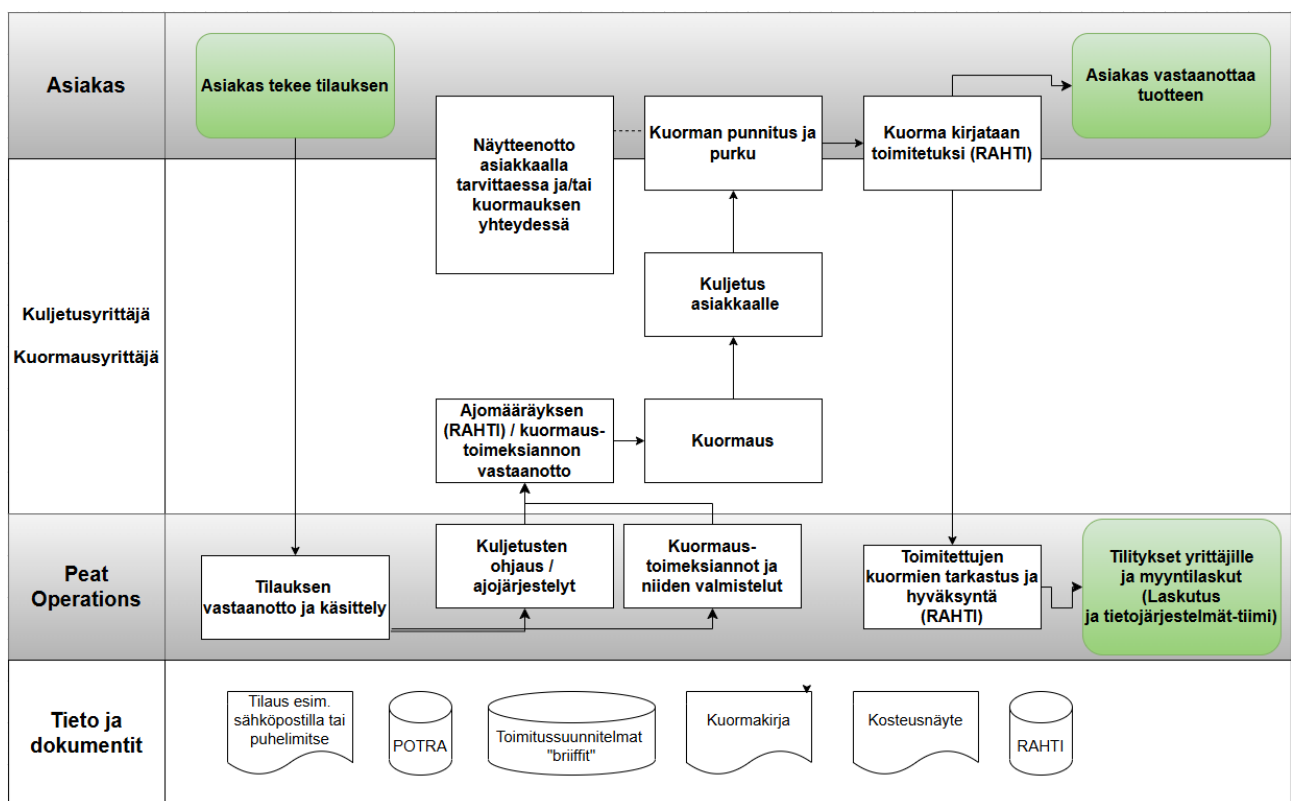 Asiakas
Asiakas tekee tilauksen
Näytteenotto
asiakkaalla
tarvittaessa ja/tai
kuormauksen
yhteydessä
Kuorman punnitus ja
purku
Kuorma kirjataan
toimitetuksi (RAHTI)
Asiakas vastaanottaa
tuotteen
Kuljetusyrittäjä
Kuormausyrittäjä
Kuljetus
asiakkaalle
Ajomääräyksen
(RAHTI) / kuormaus-
toimeksiannon
vastaanotto
Kuormaus
Peat
Operations
Tilauksen
vastaanotto ja käsittely
Kuljetusten
ohjaus /
ajojärjestelyt
Kuormaus-
toimeksiannot ja
niiden valmistelut
Toimitettujen
kuormien tarkastus ja
hyväksyntä
(RAHTI)
Tilitykset yrittäjille
ja myyntilaskut
(Laskutus
ja tietojärjestelmät-tiimi)
Tieto ja
dokumentit
Tilaus esim.
sähköpostilla tai
puhelimitse
POTRA
Toimitussuunnitelmat
"briiffit"
Kuormakirja
Kosteusnäyte
RAHTI